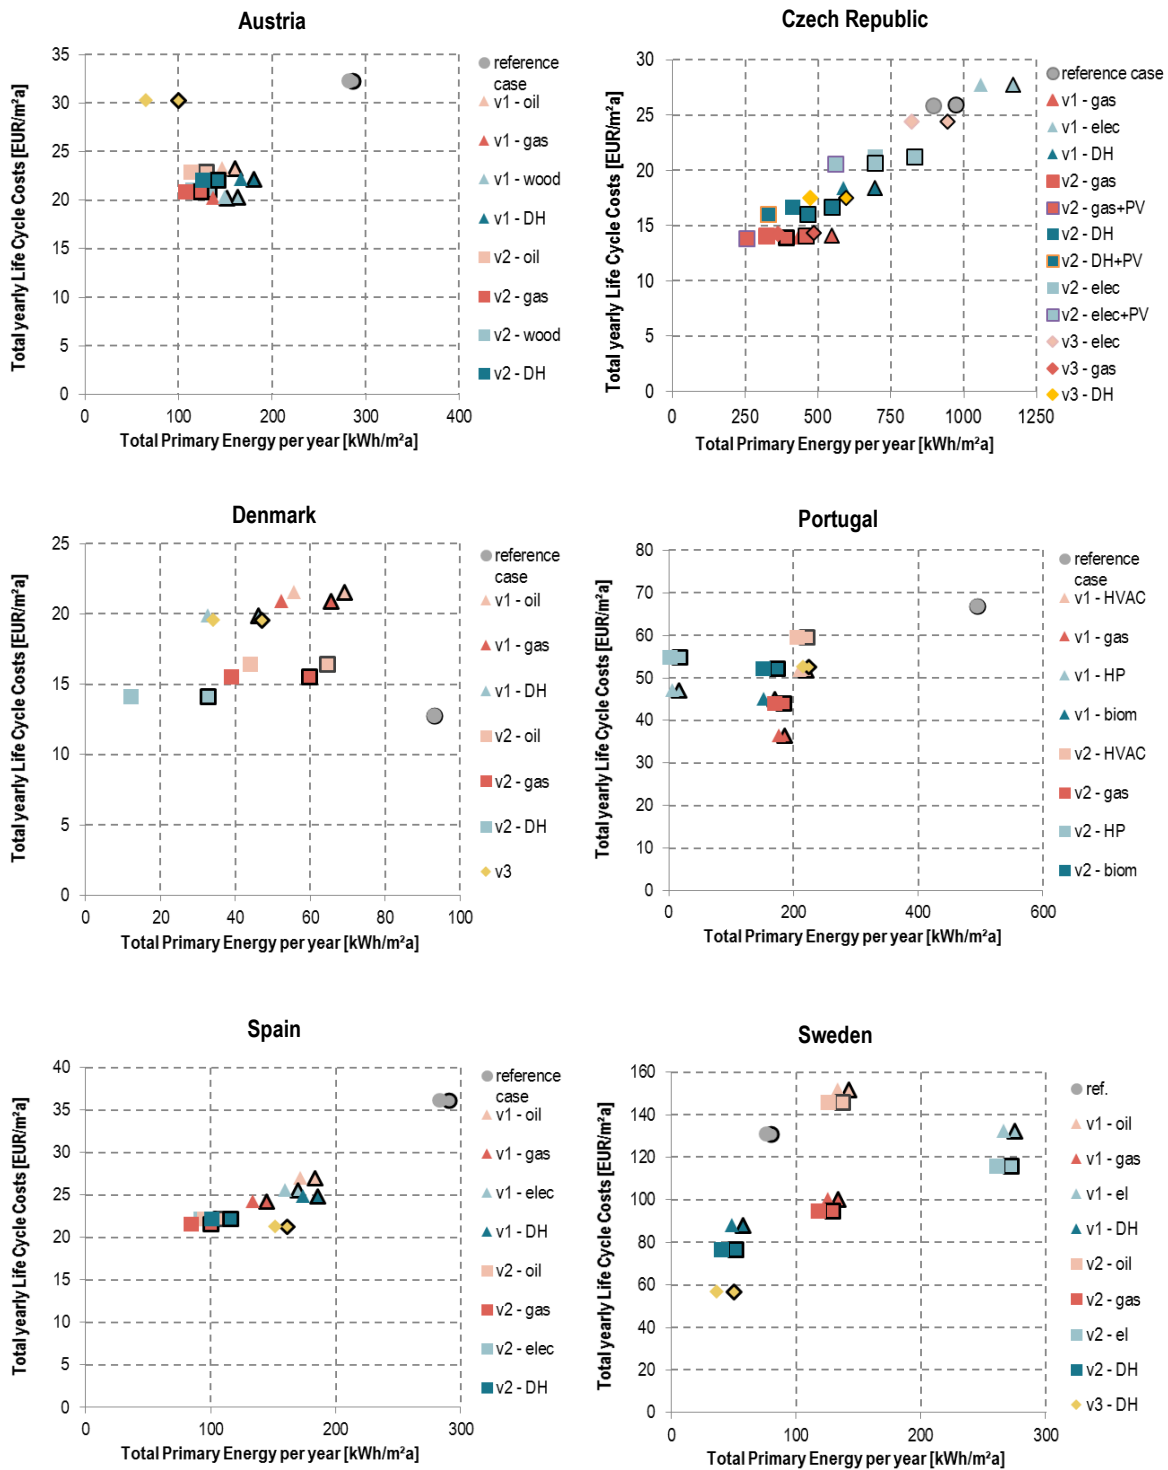 Austria
Total yearly Life Cycle Costs [EUR/m²a]
35
30
25
20
15
10
5
0
0 100 200 300 400
Total Primary Energy per year [kWh/m²a]
reference
case
v1 - oil
v1 - gas
v1 - wood
v1 - DH
v2 - oil
v2 - gas
v2 - wood
v2 - DH
Czech Republic
Total yearly Life Cycle Costs [EUR/m²a]
30
25
20
15
10
5
0
0 250 500 750 1000 1250
Total Primary Energy per year [kWh/m²a]
reference case
v1 - gas
v1 - elec
v1 - DH
v2 - gas
v2 - gas+PV
v2 - DH
v2 - DH+PV
v2 - elec
v2 - elec+PV
v3 - elec
v3 - gas
v3 - DH
Denmark
Total yearly Life Cycle Costs [EUR/m²a]
25
20
15
10
5
0
0 20 40 60 80 100
Total Primary Energy per year [kWh/m²a]
reference
case
v1 - oil
v1 - gas
v1 - DH
v2 - oil
v2 - gas
v2 - DH
v3
Portugal
Total yearly Life Cycle Costs [EUR/m²a]
80
70
60
50
40
30
20
10
0
0 200 400 600
Total Primary Energy per year [kWh/m²a]
reference
case
v1 - HVAC
v1 - gas
v1 - HP
v1 - biom
v2 - HVAC
v2 - gas
v2 - HP
v2 - biom
Spain
Total yearly Life Cycle Costs [EUR/m²a]
40
35
30
25
20
15
10
5
0
0 100 200 300
Total Primary Energy per year [kWh/m²a]
reference
case
v1 - oil
v1 - gas
v1 - elec
v1 - DH
v2 - oil
v2 - gas
v2 - elec
v2 - DH
Sweden
Total yearly Life Cycle Costs [EUR/m²a]
160
140
120
100
80
60
40
20
0
0 100 200 300
Total Primary Energy per year [kWh/m²a]
ref.
v1 - oil
v1 - gas
v1 - el
v1 - DH
v2 - oil
v2 - gas
v2 - el
v2 - DH
v3 - DH